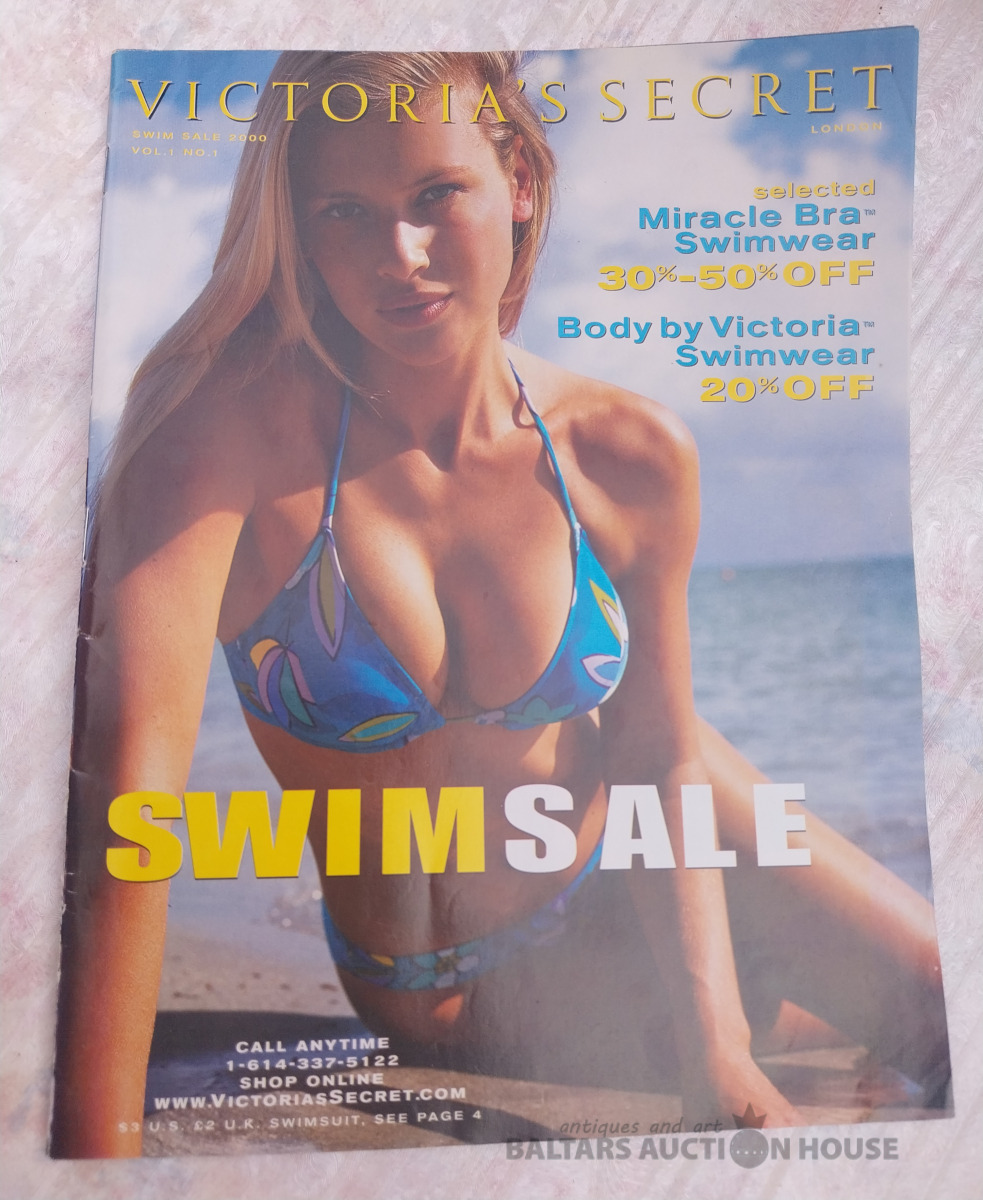 VICTORIA'S SECRET
SWIM SALE 2000
VOL.1 NO.1
LONDON
selected
Miracle Bra™
Swimwear
30%-50% OFF
Body by Victoria™
Swimwear
20% OFF
SWIMSALE
CALL ANYTIME
1-614-337-5122
SHOP ONLINE
WWW.VICTORIASSECRET.COM
$3 U.S. £2 U.K. SWIMSUIT, SEE PAGE 4
antiques and art
BALTARS AUCTION HOUSE